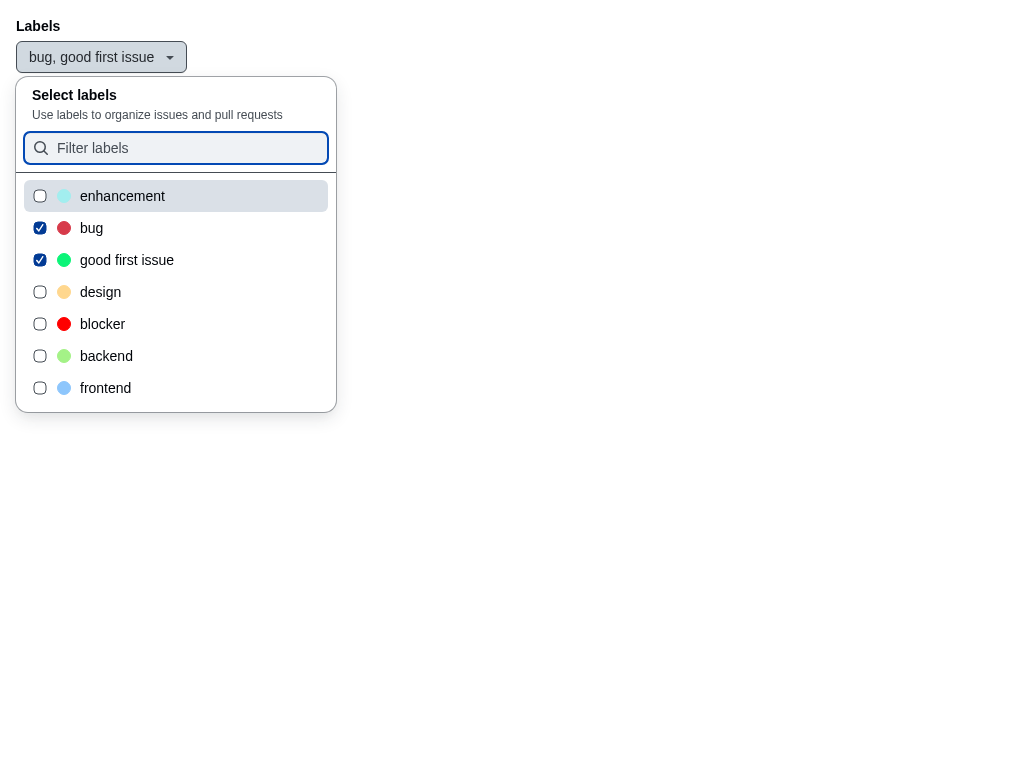 Labels
bug, good first issue
Select labels
Use labels to organize issues and pull requests
Filter labels
enhancement
bug
good first issue
design
blocker
backend
frontend